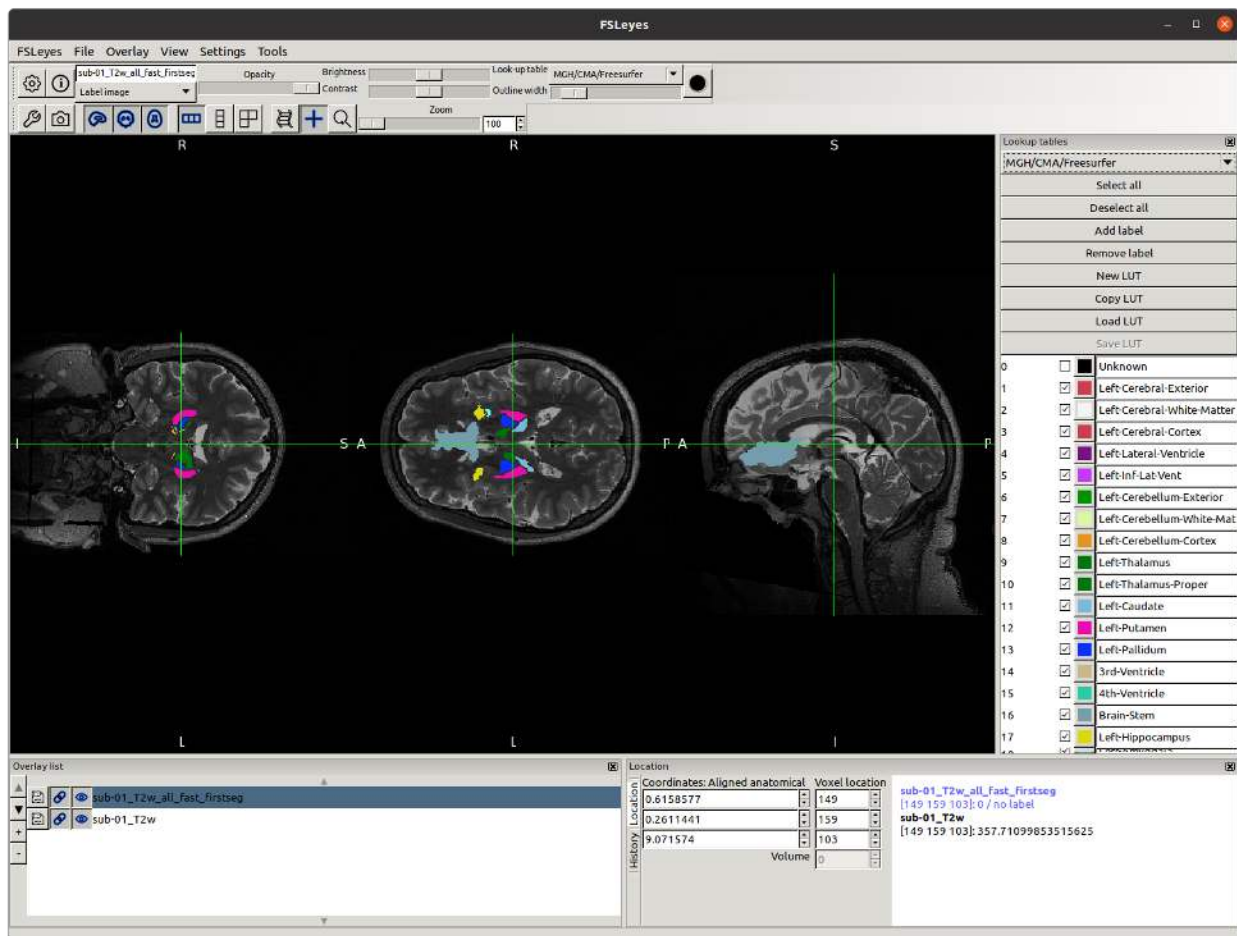 FSLeyes
FSLeyes File Overlay View Settings Tools
sub-01_T2w_all_fast_firstseg
Label image
Opacity
Brightness
Contrast
Look-up table MGH/CMA/Freesurfer
Outline width
Zoom
100
R R S
I S A P A P
L L I
Lookup tables
MGH/CMA/Freesurfer
Select all
Deselect all
Add label
Remove label
New LUT
Copy LUT
Load LUT
Save LUT
0 Unknown
1 Left-Cerebral-Exterior
2 Left-Cerebral-White-Matter
3 Left-Cerebral-Cortex
4 Left-Lateral-Ventricle
5 Left-Inf-Lat-Vent
6 Left-Cerebellum-Exterior
7 Left-Cerebellum-White-Mat
8 Left-Cerebellum-Cortex
9 Left-Thalamus
10 Left-Thalamus-Proper
11 Left-Caudate
12 Left-Putamen
13 Left-Pallidum
14 3rd-Ventricle
15 4th-Ventricle
16 Brain-Stem
17 Left-Hippocampus
Overlay list
sub-01_T2w_all_fast_firstseg
sub-01_T2w
Location
Location
History
Coordinates: Aligned anatomical Voxel location
0.6158577 149
0.2611441 159
9.071574 103
Volume 0
sub-01_T2w_all_fast_firstseg
[149 159 103]: 0 / no label
sub-01_T2w
[149 159 103]: 357.71099853515625